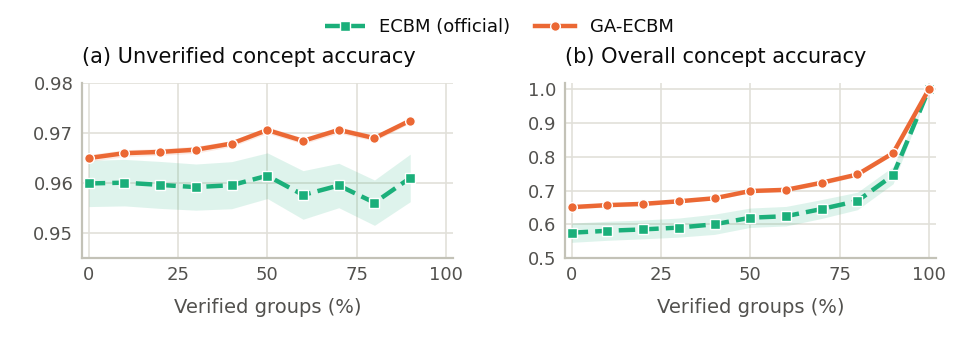 ECBM (official) GA-ECBM
(a) Unverified concept accuracy
0.98
0.97
0.96
0.95
0 25 50 75 100
Verified groups (%)
(b) Overall concept accuracy
1.0
0.9
0.8
0.7
0.6
0.5
0 25 50 75 100
Verified groups (%)